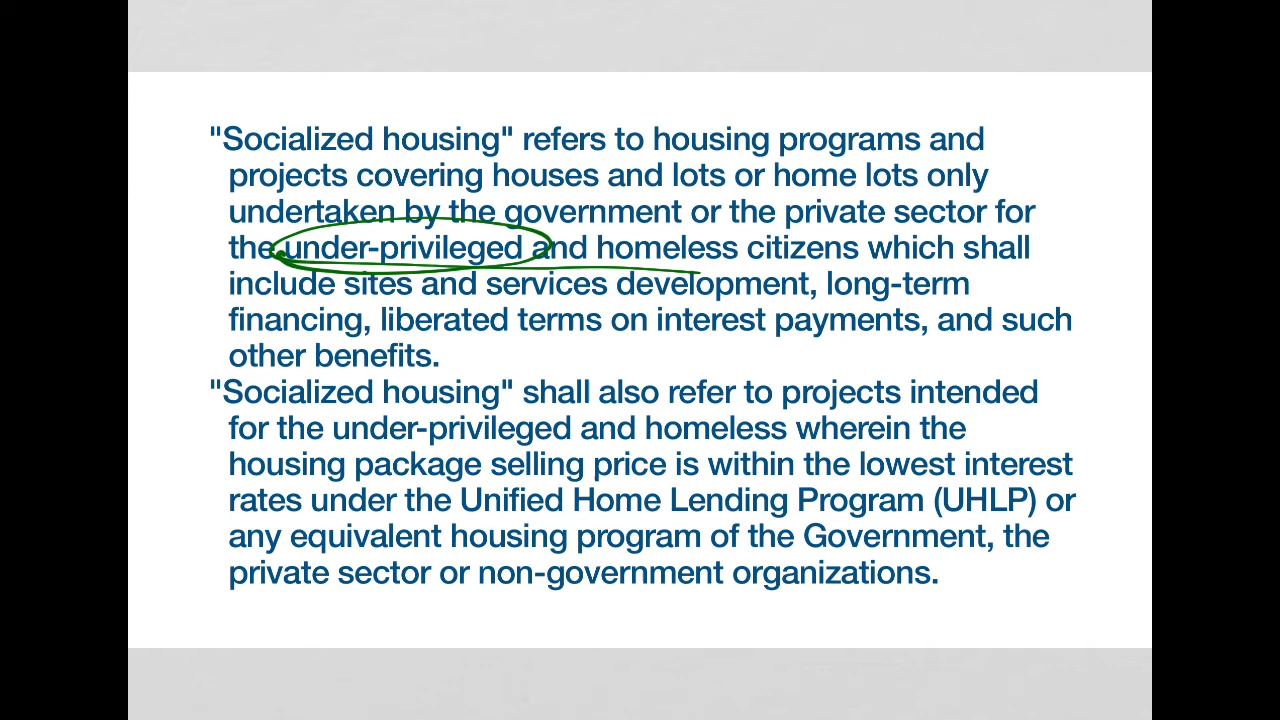 "Socialized housing" refers to housing programs and
projects covering houses and lots or home lots only
undertaken by the government or the private sector for
the under-privileged and homeless citizens which shall
include sites and services development, long-term
financing, liberated terms on interest payments, and such
other benefits.
"Socialized housing" shall also refer to projects intended
for the under-privileged and homeless wherein the
housing package selling price is within the lowest interest
rates under the Unified Home Lending Program (UHLP) or
any equivalent housing program of the Government, the
private sector or non-government organizations.